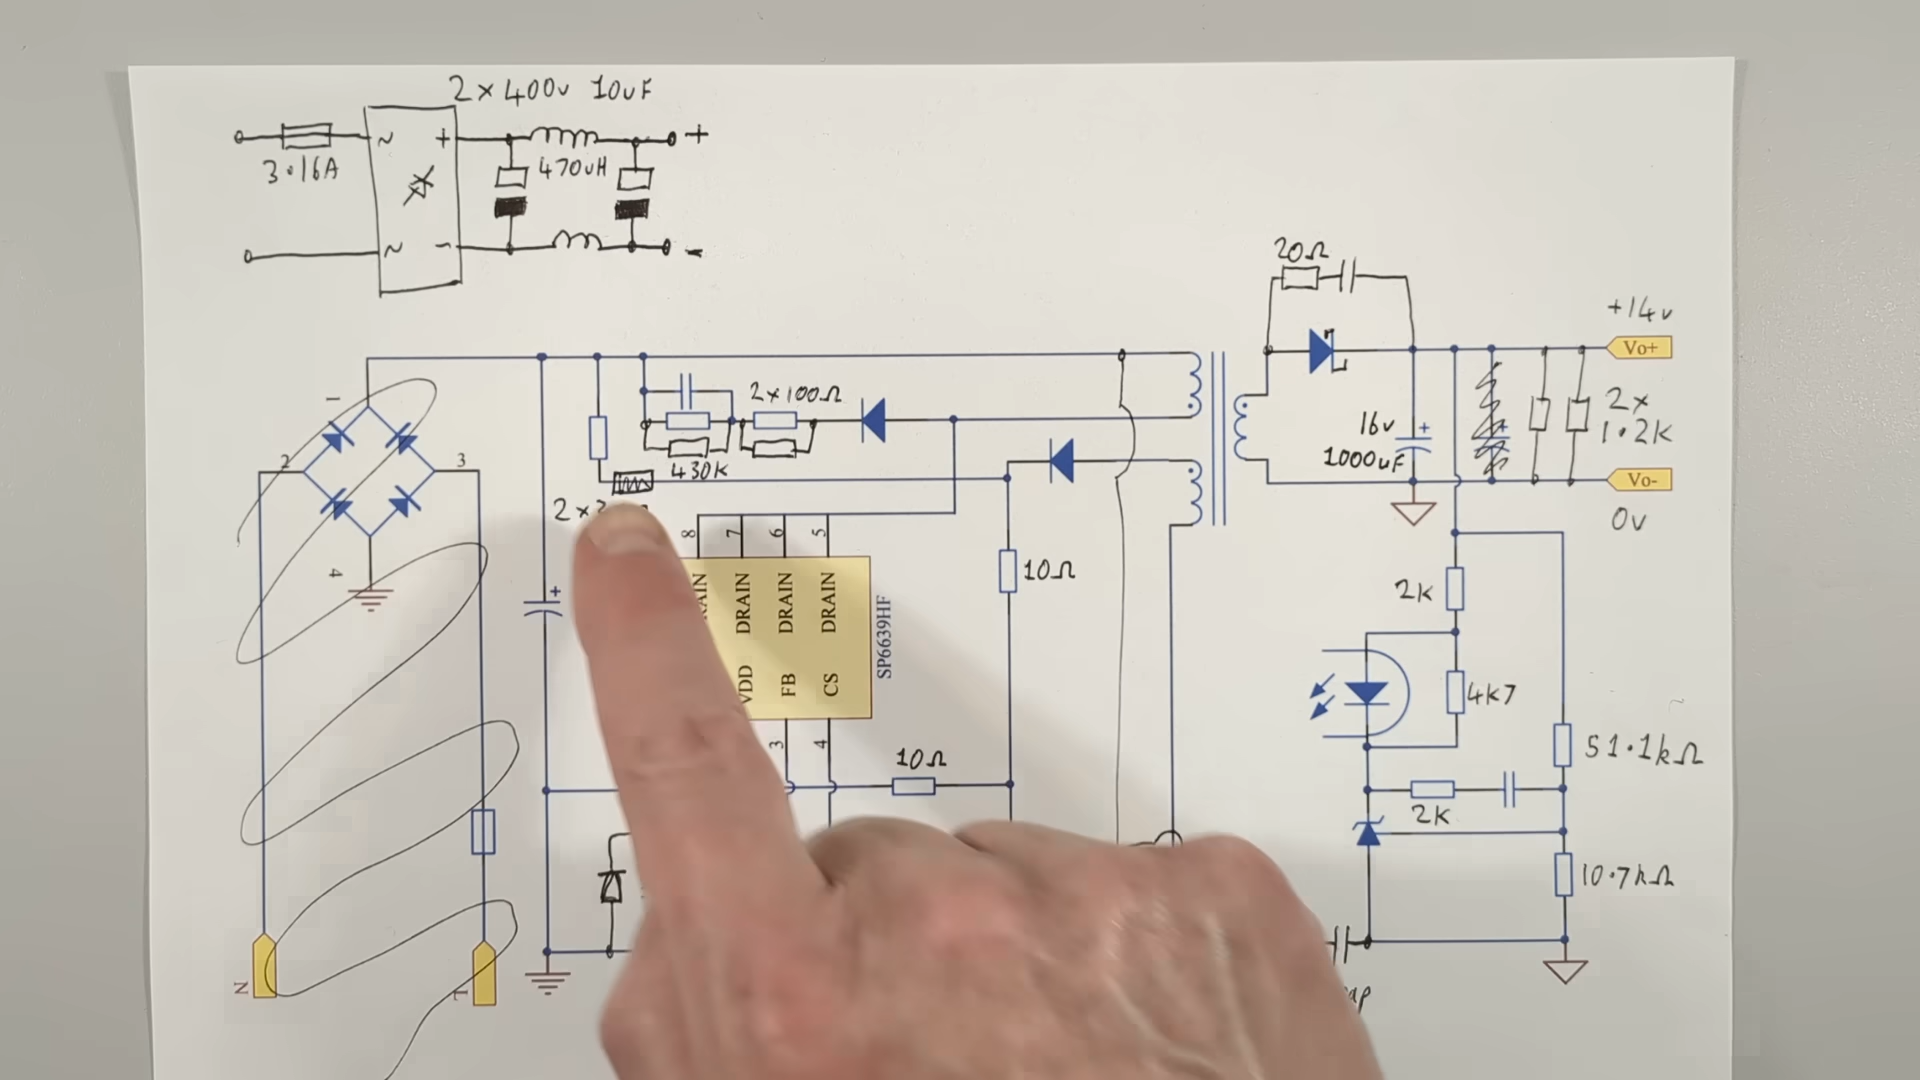 2 x 400v 10uF
~ +
3.16A
470uH
~ -
+
-
20Ω
+14v
Vo+
2 x 100Ω
2 x
1.2K
16v
1000uF
430K
Vo-
0v
1
2
3
4
8 7 6 5
10Ω
DRAIN DRAIN DRAIN
VDD FB CS
SP6639HF
2K
4K7
3 4
10Ω
51.1kΩ
2K
10.7kΩ
N